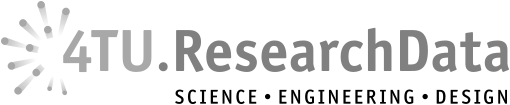 4TU.ResearchData
SCIENCE • ENGINEERING • DESIGN